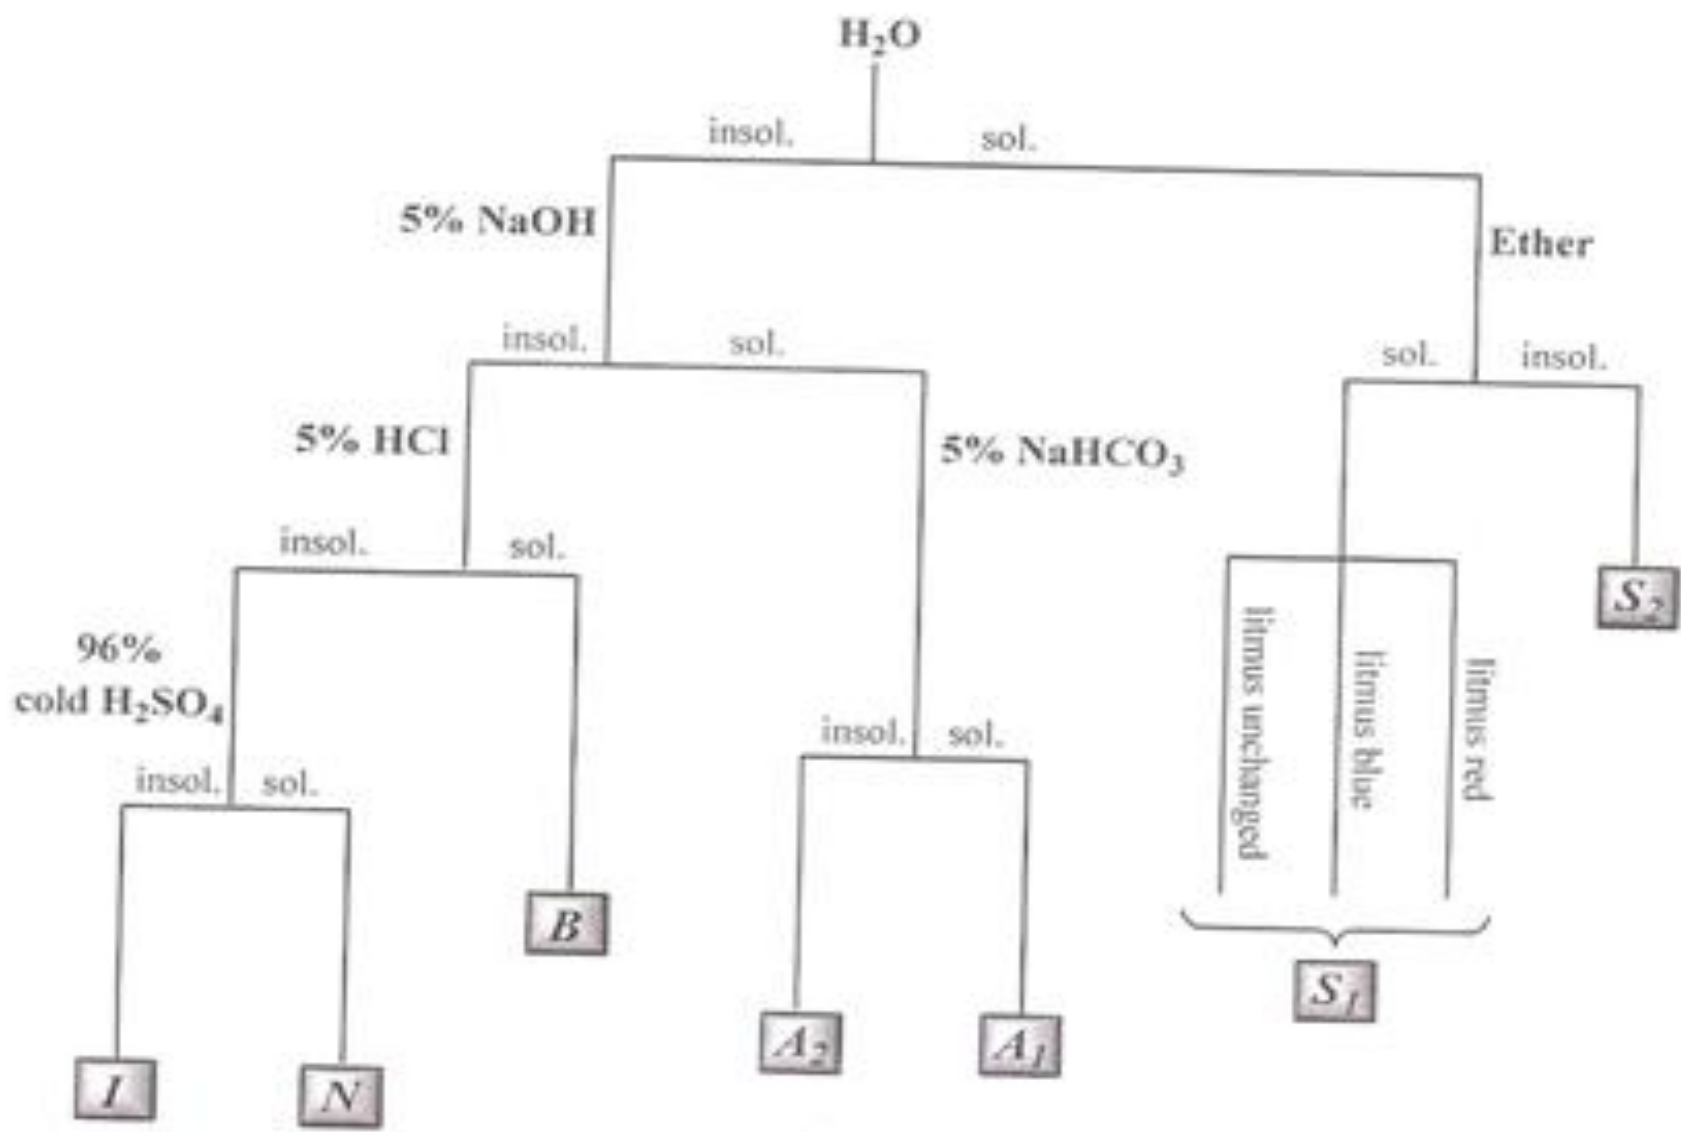 H₂O
insol. sol.
5% NaOH
Ether
insol. sol.
sol. insol.
5% HCl
5% NaHCO₃
insol. sol.
S₂
litmus unchanged
litmus blue
litmus red
96%
cold H₂SO₄
insol. sol.
insol. sol.
B
S₁
A₂
A₁
I
N